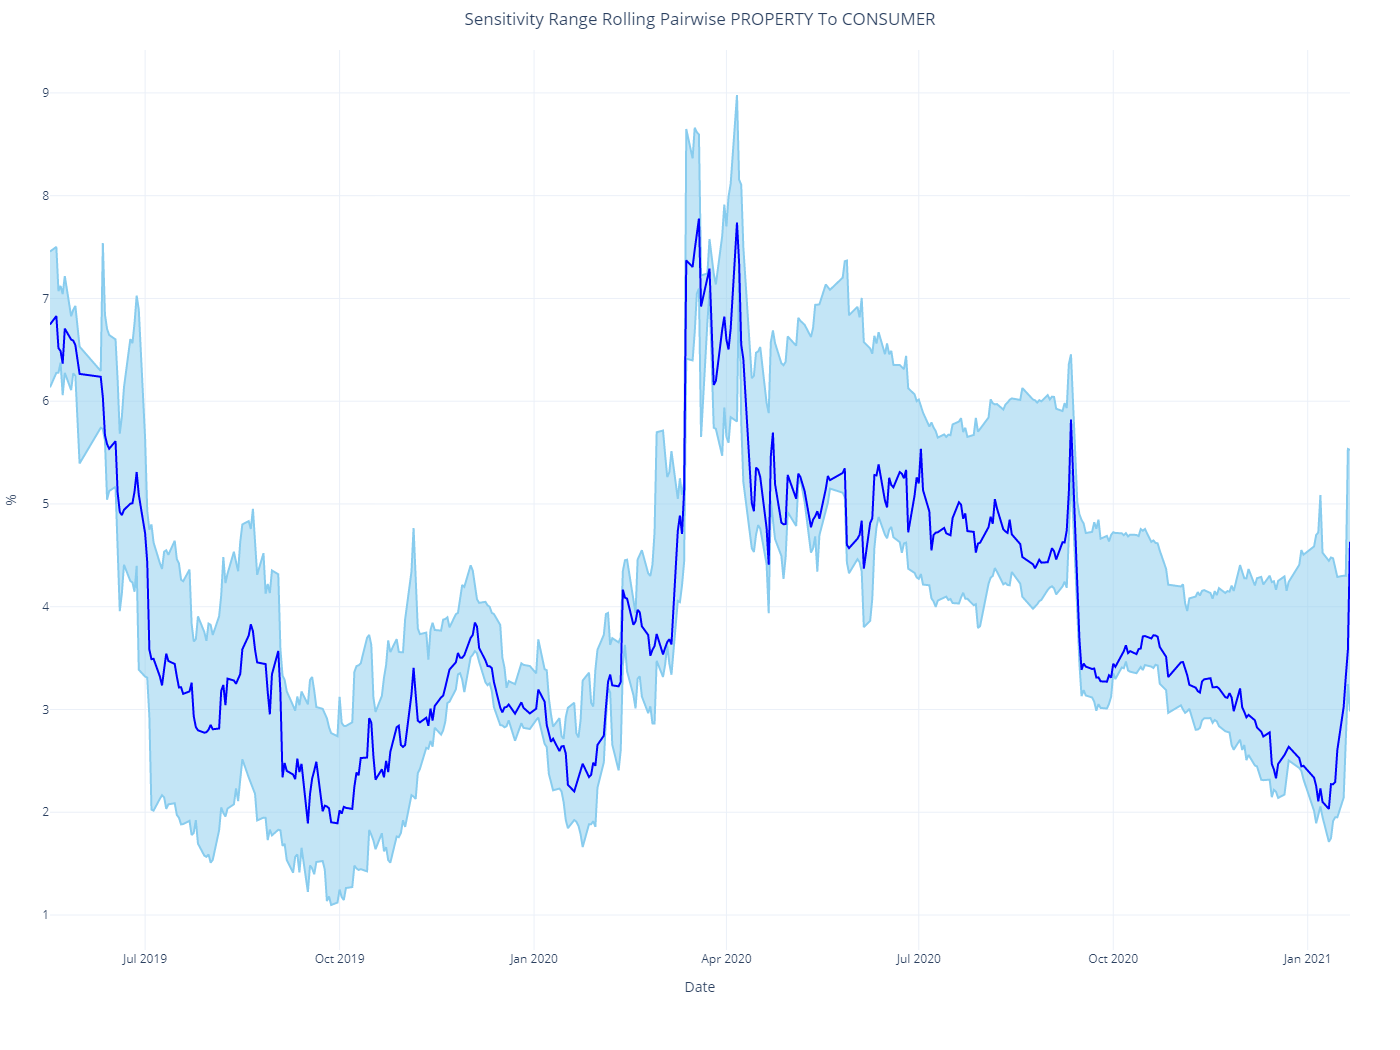 Sensitivity Range Rolling Pairwise PROPERTY To CONSUMER
9
8
7
6
5
4
3
2
1
%
Jul 2019
Oct 2019
Jan 2020
Apr 2020
Jul 2020
Oct 2020
Jan 2021
Date